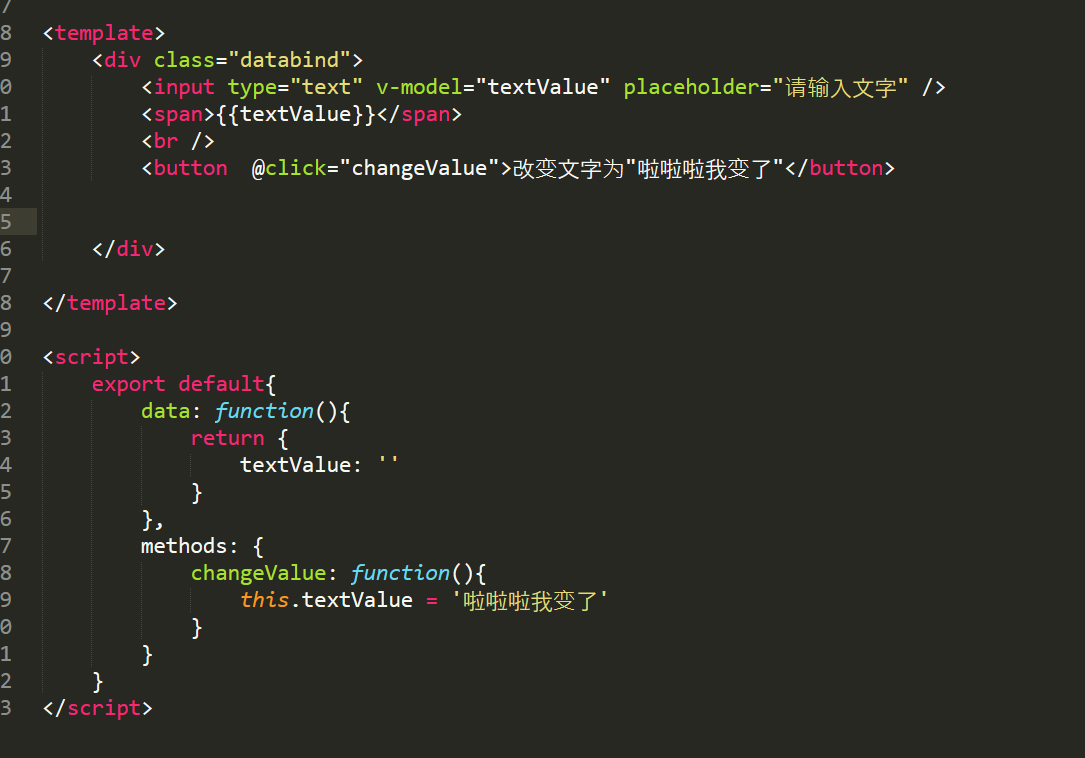 7
8 <template>
9 <div class="databind">
0 <input type="text" v-model="textValue" placeholder="请输入文字" />
1 <span>{{textValue}}</span>
2 <br />
3 <button  @click="changeValue">改变文字为"啦啦啦我变了"</button>
4
5
6 </div>
7
8 </template>
9
0 <script>
1 export default{
2 data: function(){
3 return {
4 textValue: ''
5 }
6 },
7 methods: {
8 changeValue: function(){
9 this.textValue = '啦啦啦我变了'
0 }
1 }
2 }
3 </script>